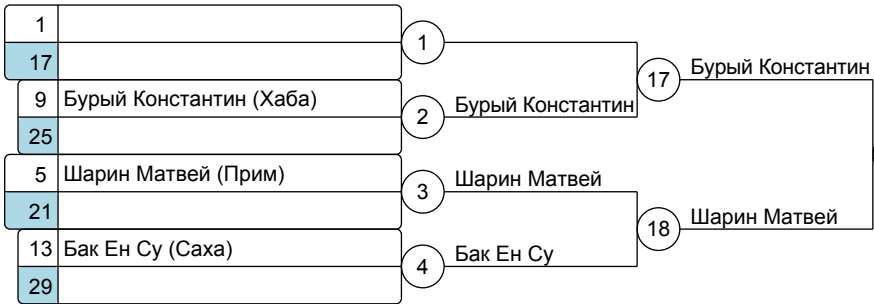 1
17
1
9 Бурый Константин (Хаба)
25
2
Бурый Константин
17
Бурый Константин
5 Шарин Матвей (Прим)
21
3
Шарин Матвей
13 Бак Ен Су (Саха)
29
4
Бак Ен Су
18
Шарин Матвей